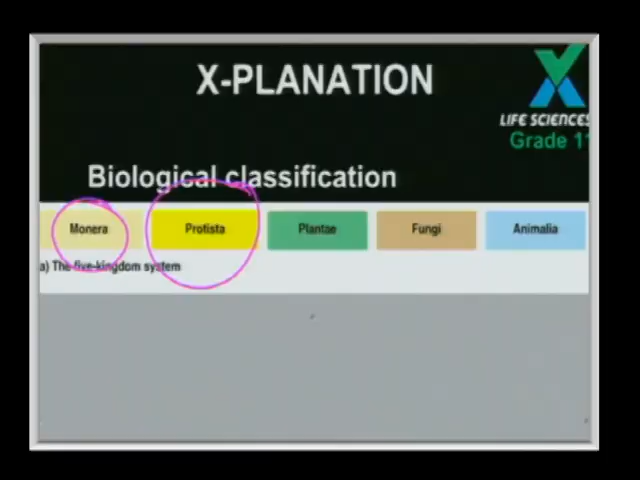 X-PLANATION
LIFE SCIENCES
Grade 11
Biological classification
Monera Protista Plantae Fungi Animalia
a) The five-kingdom system